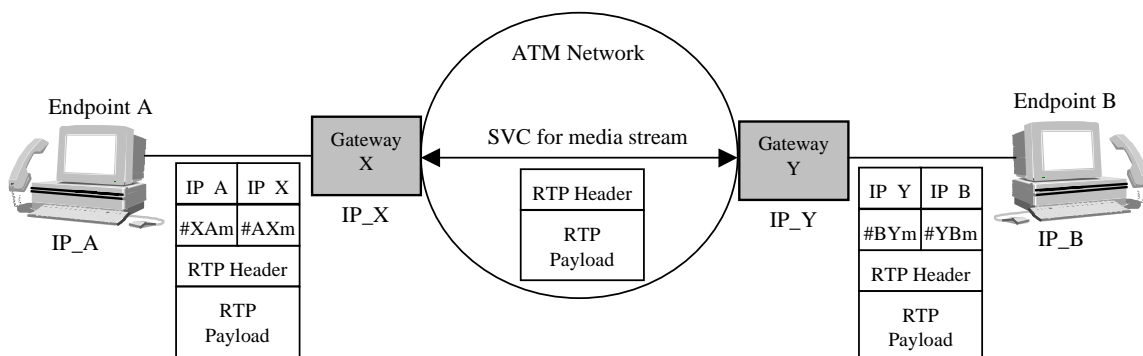 ATM Network
Endpoint A
Endpoint B
Gateway
X
SVC for media stream
Gateway
Y
IP_A
IP_X
IP_Y
IP_B
IP A IP X
#XAm #AXm
RTP Header
RTP
Payload
RTP Header
RTP
Payload
IP Y IP B
#BYm #YBm
RTP Header
RTP
Payload